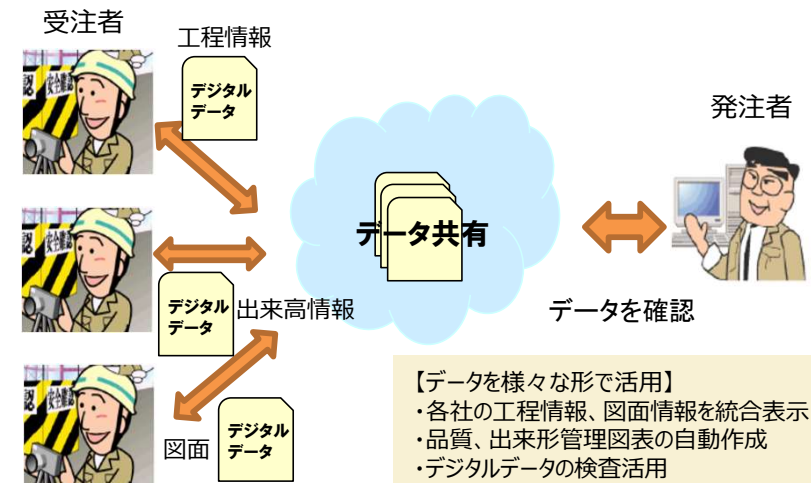 受注者
工程情報
デジタル
データ
安全確認
発注者
データ共有
デジタル
データ
出来高情報
データを確認
図面
デジタル
データ
【データを様々な形で活用】
・各社の工程情報、図面情報を統合表示
・品質、出来形管理図表の自動作成
・デジタルデータの検査活用